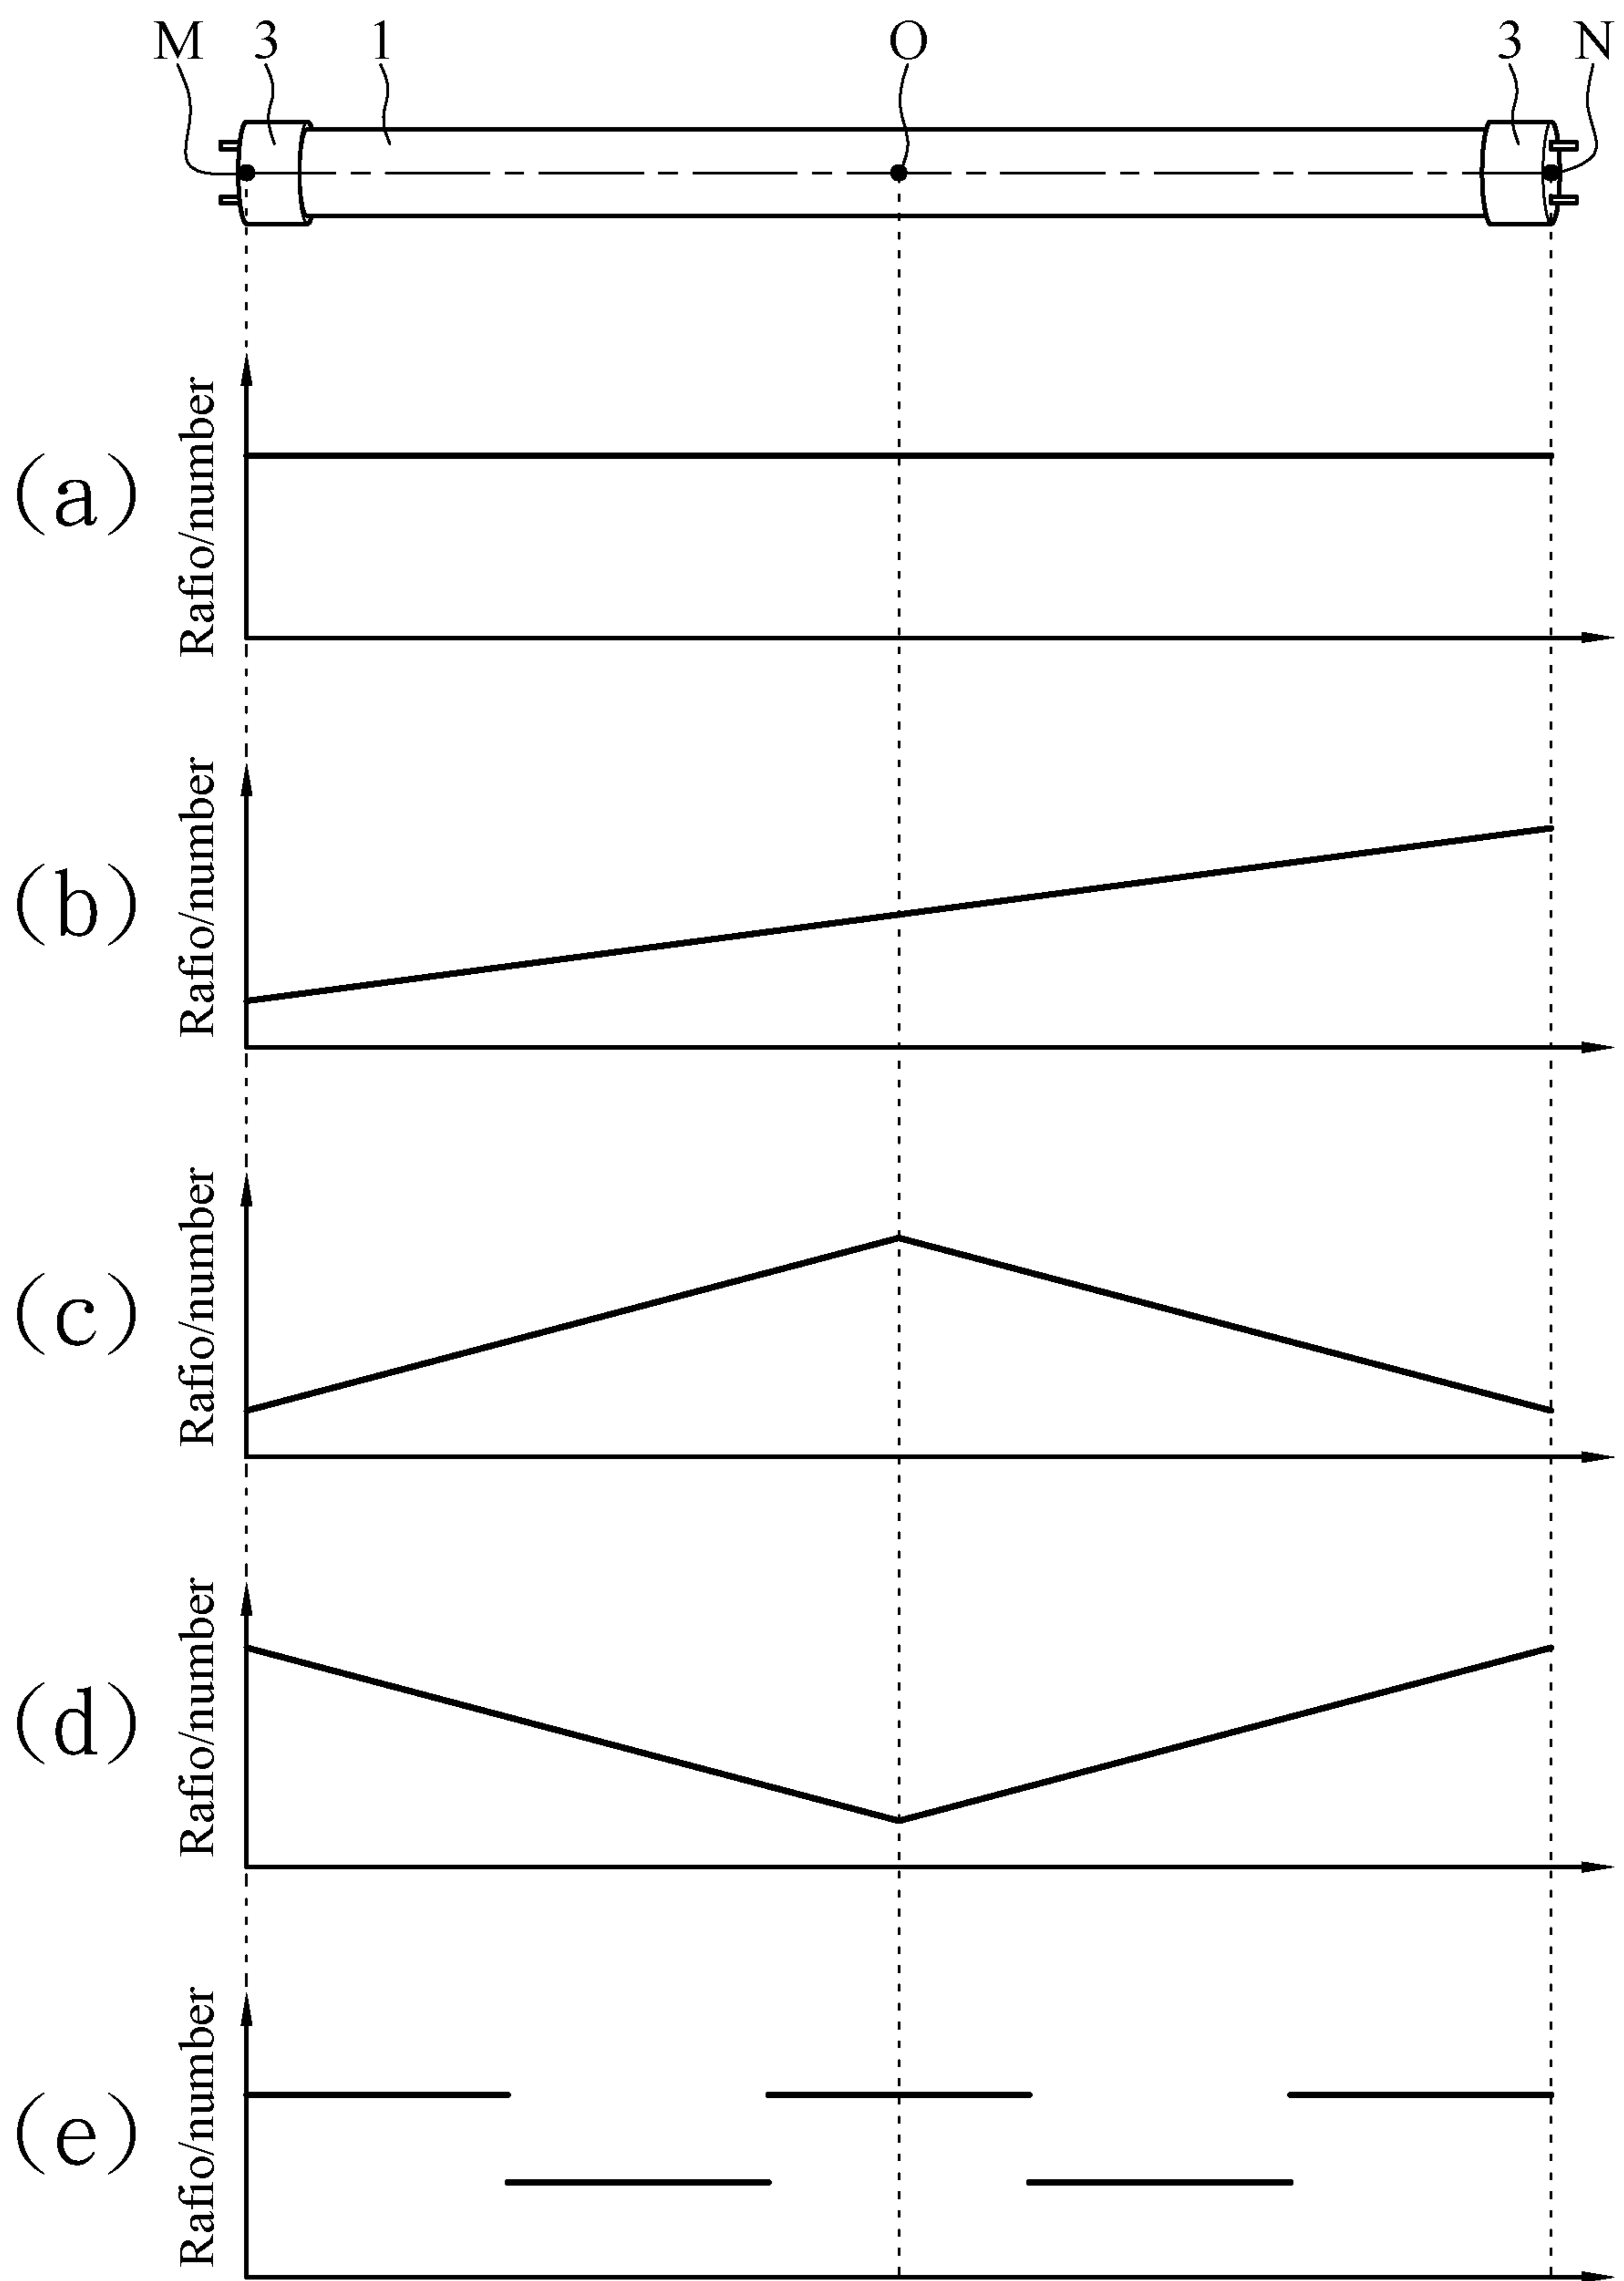 M 3 1 O 3 N
(a) Rafio/number
(b) Rafio/number
(c) Rafio/number
(d) Rafio/number
(e) Rafio/number